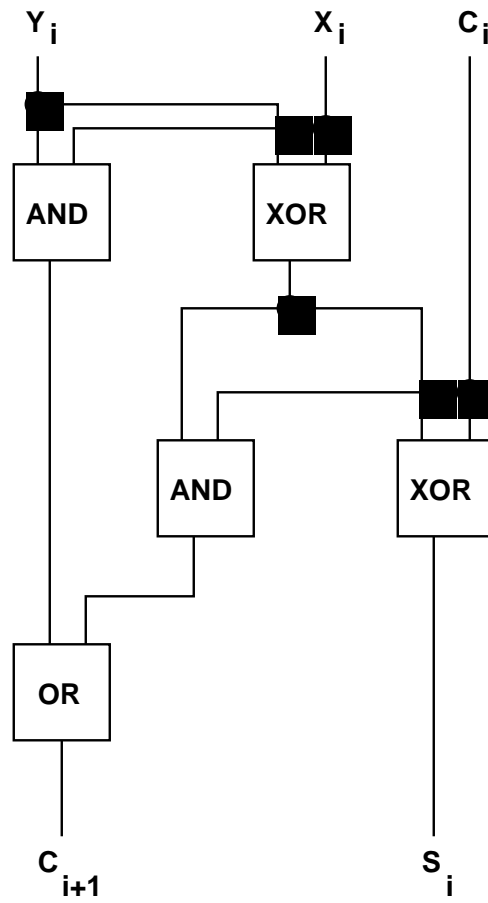 Y i X i C i
AND XOR
AND XOR
OR
C i+1 S i